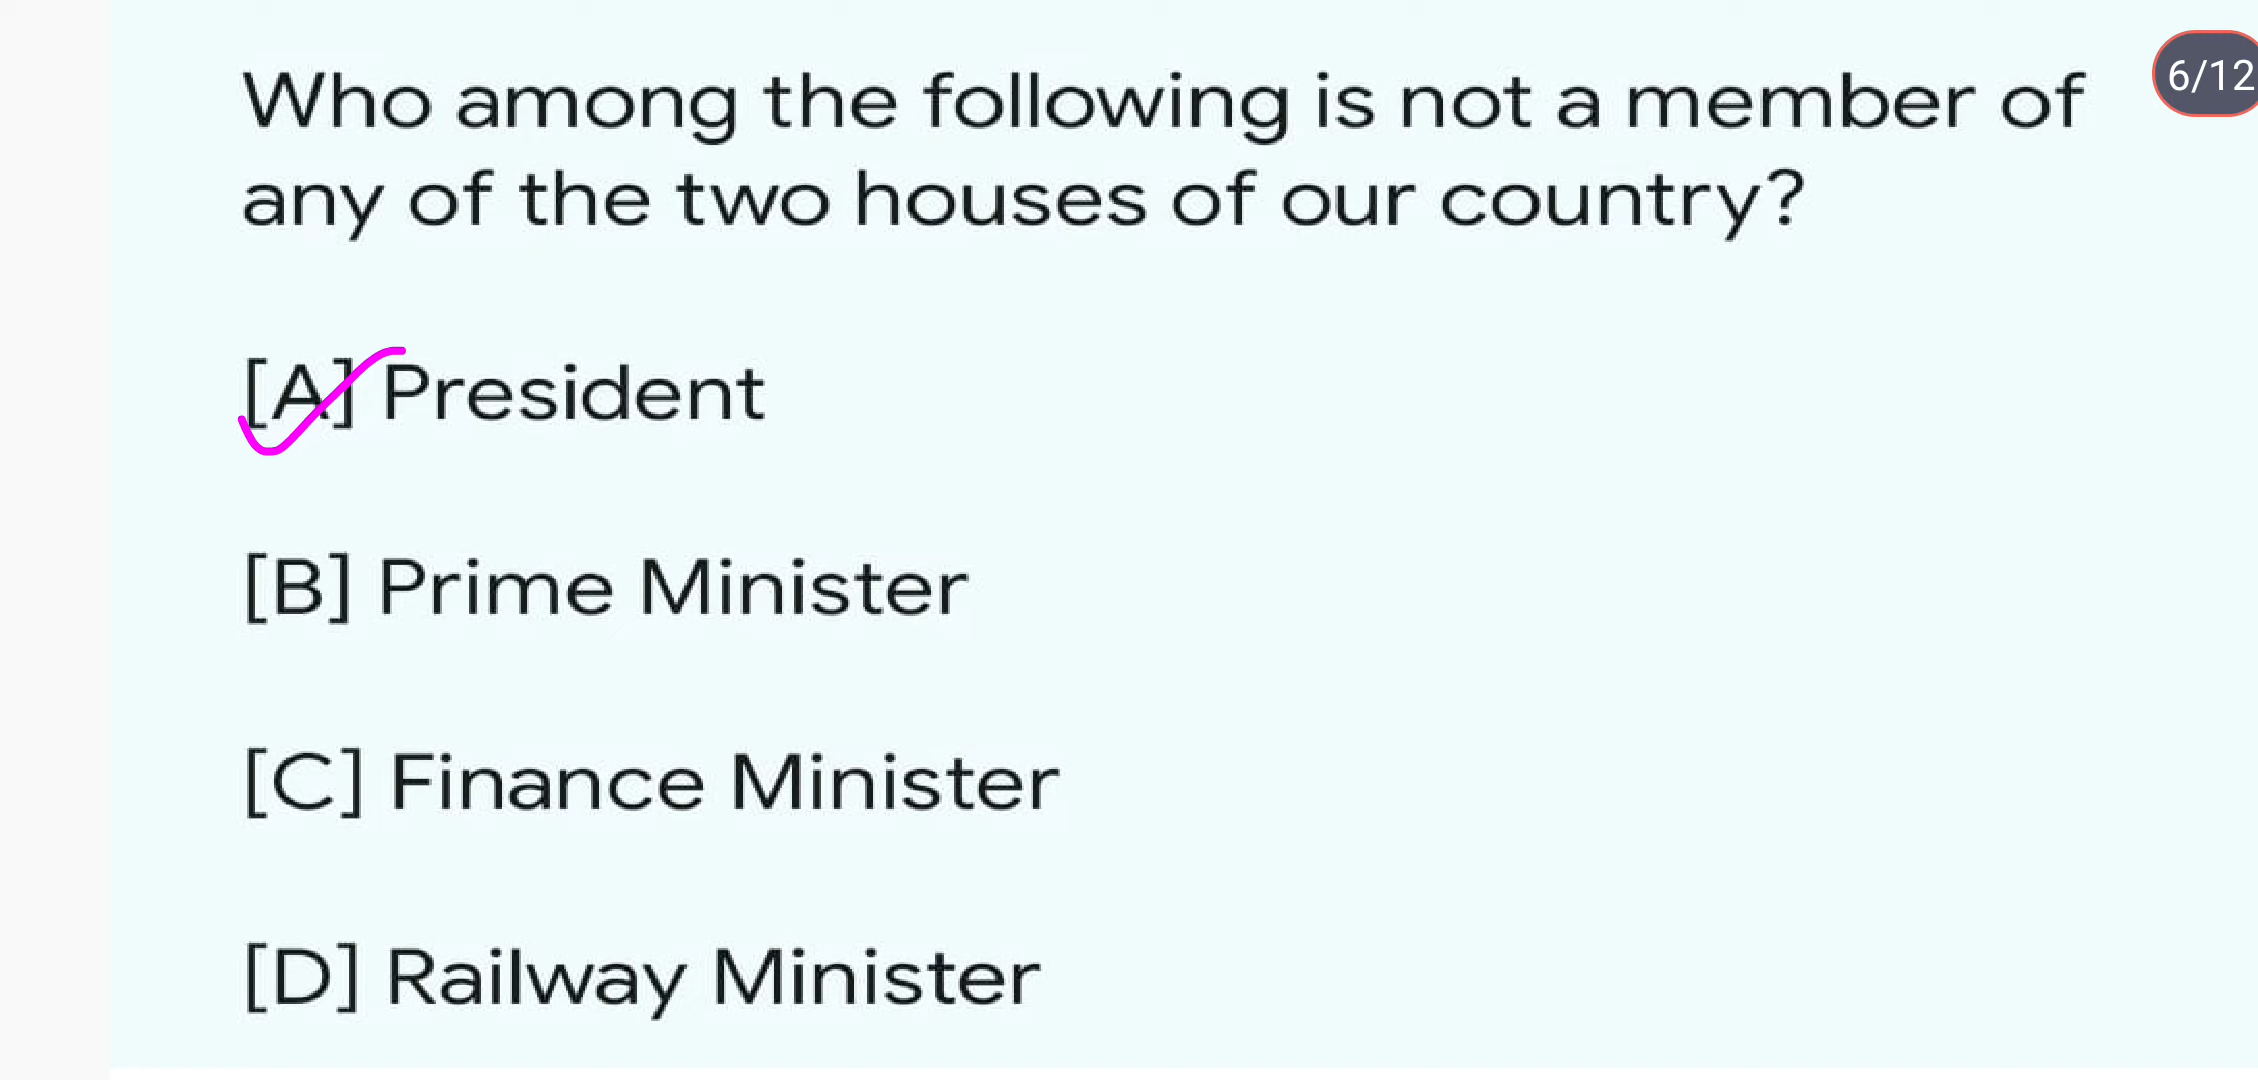 Who among the following is not a member of
6/12
any of the two houses of our country?
[A] President
[B] Prime Minister
[C] Finance Minister
[D] Railway Minister